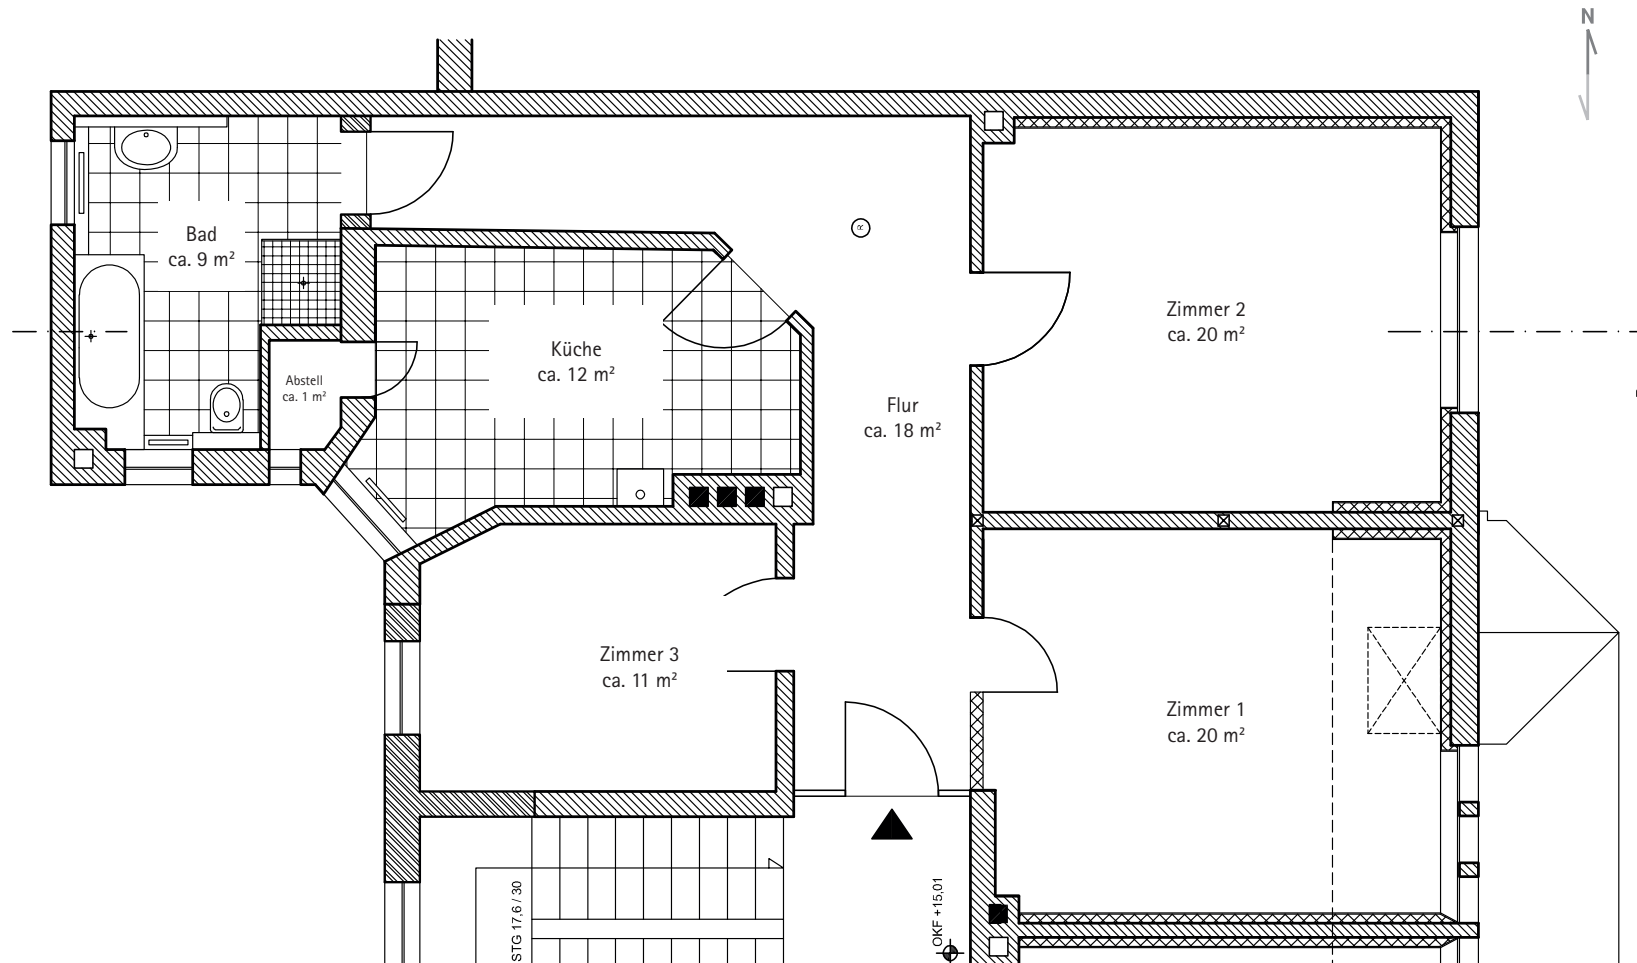 N
Bad
ca. 9 m²
Abstell
ca. 1 m²
Küche
ca. 12 m²
Zimmer 2
ca. 20 m²
Flur
ca. 18 m²
Zimmer 3
ca. 11 m²
Zimmer 1
ca. 20 m²
STG 17,6 / 30
OKF +15,01